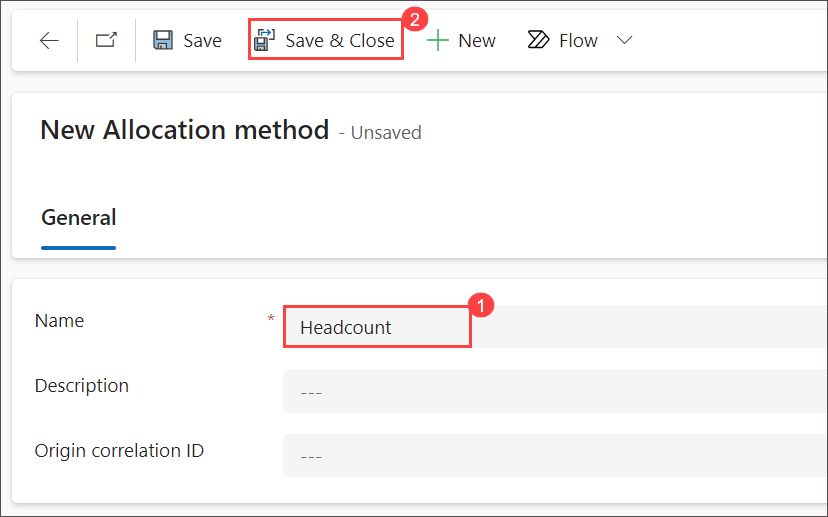 Save Save & Close 2 New Flow
New Allocation method - Unsaved
General
Name * Headcount 1
Description ---
Origin correlation ID ---